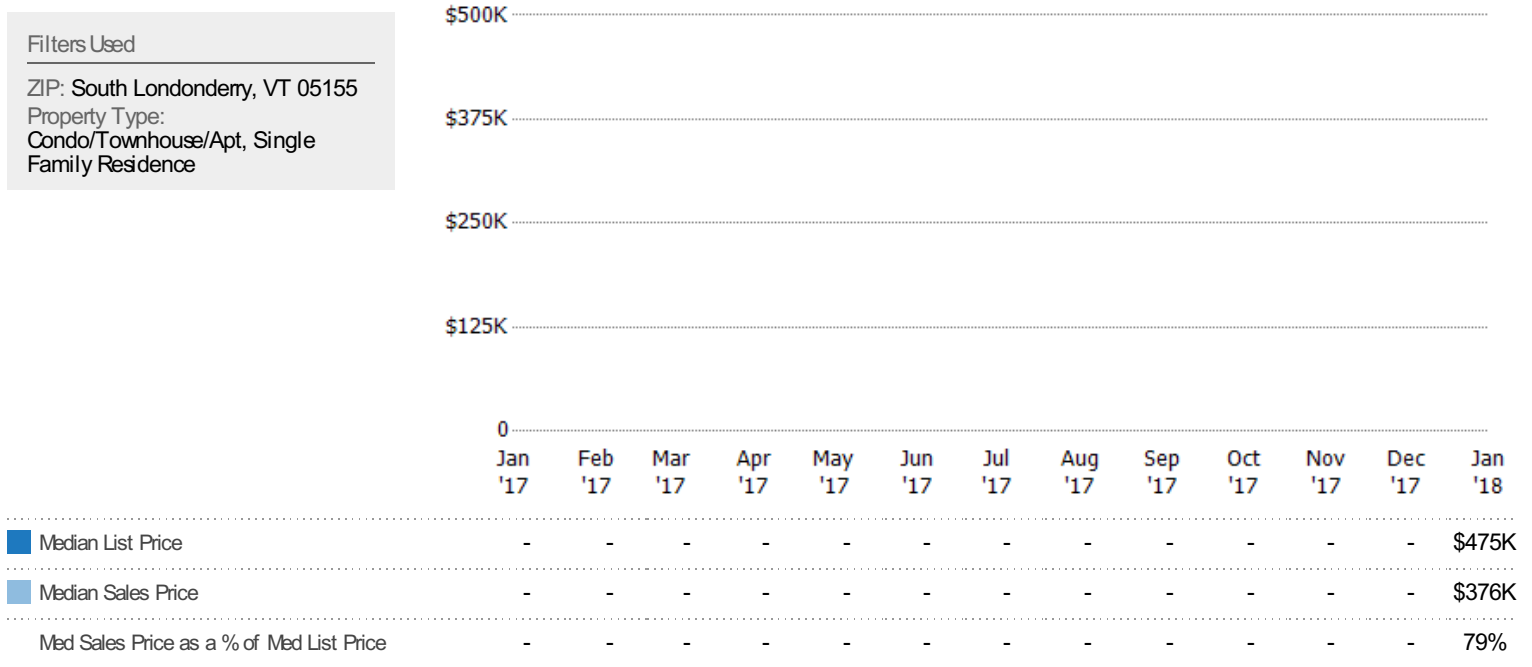 Filters Used
ZIP: South Londonderry, VT 05155
Property Type:
Condo/Townhouse/Apt, Single
Family Residence
$500K
$375K
$250K
$125K
0
Jan Feb Mar Apr May Jun Jul Aug Sep Oct Nov Dec Jan
'17 '17 '17 '17 '17 '17 '17 '17 '17 '17 '17 '17 '18
Median List Price - - - - - - - - - - - - $475K
Median Sales Price - - - - - - - - - - - - $376K
Med Sales Price as a % of Med List Price - - - - - - - - - - - - 79%